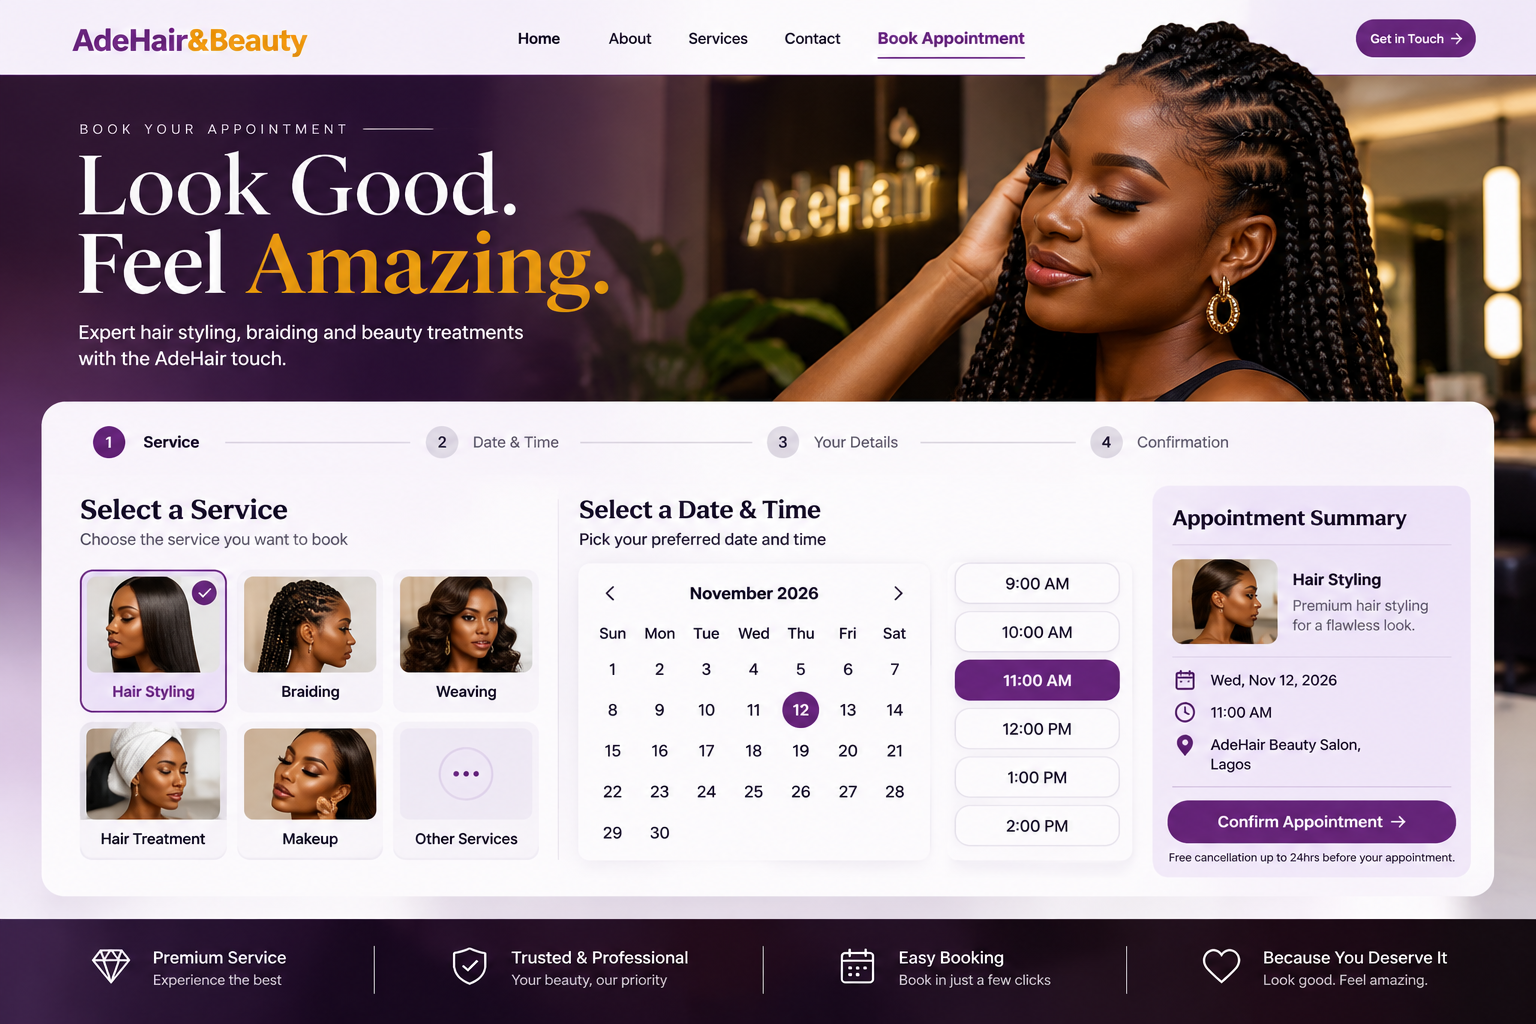 AdeHair&Beauty
Home About Services Contact Book Appointment
Get in Touch →
BOOK YOUR APPOINTMENT
Look Good.
Feel Amazing.
AdeHair
Expert hair styling, braiding and beauty treatments
with the AdeHair touch.
1 Service 2 Date & Time 3 Your Details 4 Confirmation
Select a Service
Choose the service you want to book
Hair Styling
Braiding
Weaving
Hair Treatment
Makeup
Other Services
Select a Date & Time
Pick your preferred date and time
November 2026
Sun Mon Tue Wed Thu Fri Sat
1 2 3 4 5 6 7
8 9 10 11 12 13 14
15 16 17 18 19 20 21
22 23 24 25 26 27 28
29 30
9:00 AM
10:00 AM
11:00 AM
12:00 PM
1:00 PM
2:00 PM
Appointment Summary
Hair Styling
Premium hair styling
for a flawless look.
Wed, Nov 12, 2026
11:00 AM
AdeHair Beauty Salon,
Lagos
Confirm Appointment →
Free cancellation up to 24hrs before your appointment.
Premium Service
Experience the best
Trusted & Professional
Your beauty, our priority
Easy Booking
Book in just a few clicks
Because You Deserve It
Look good. Feel amazing.